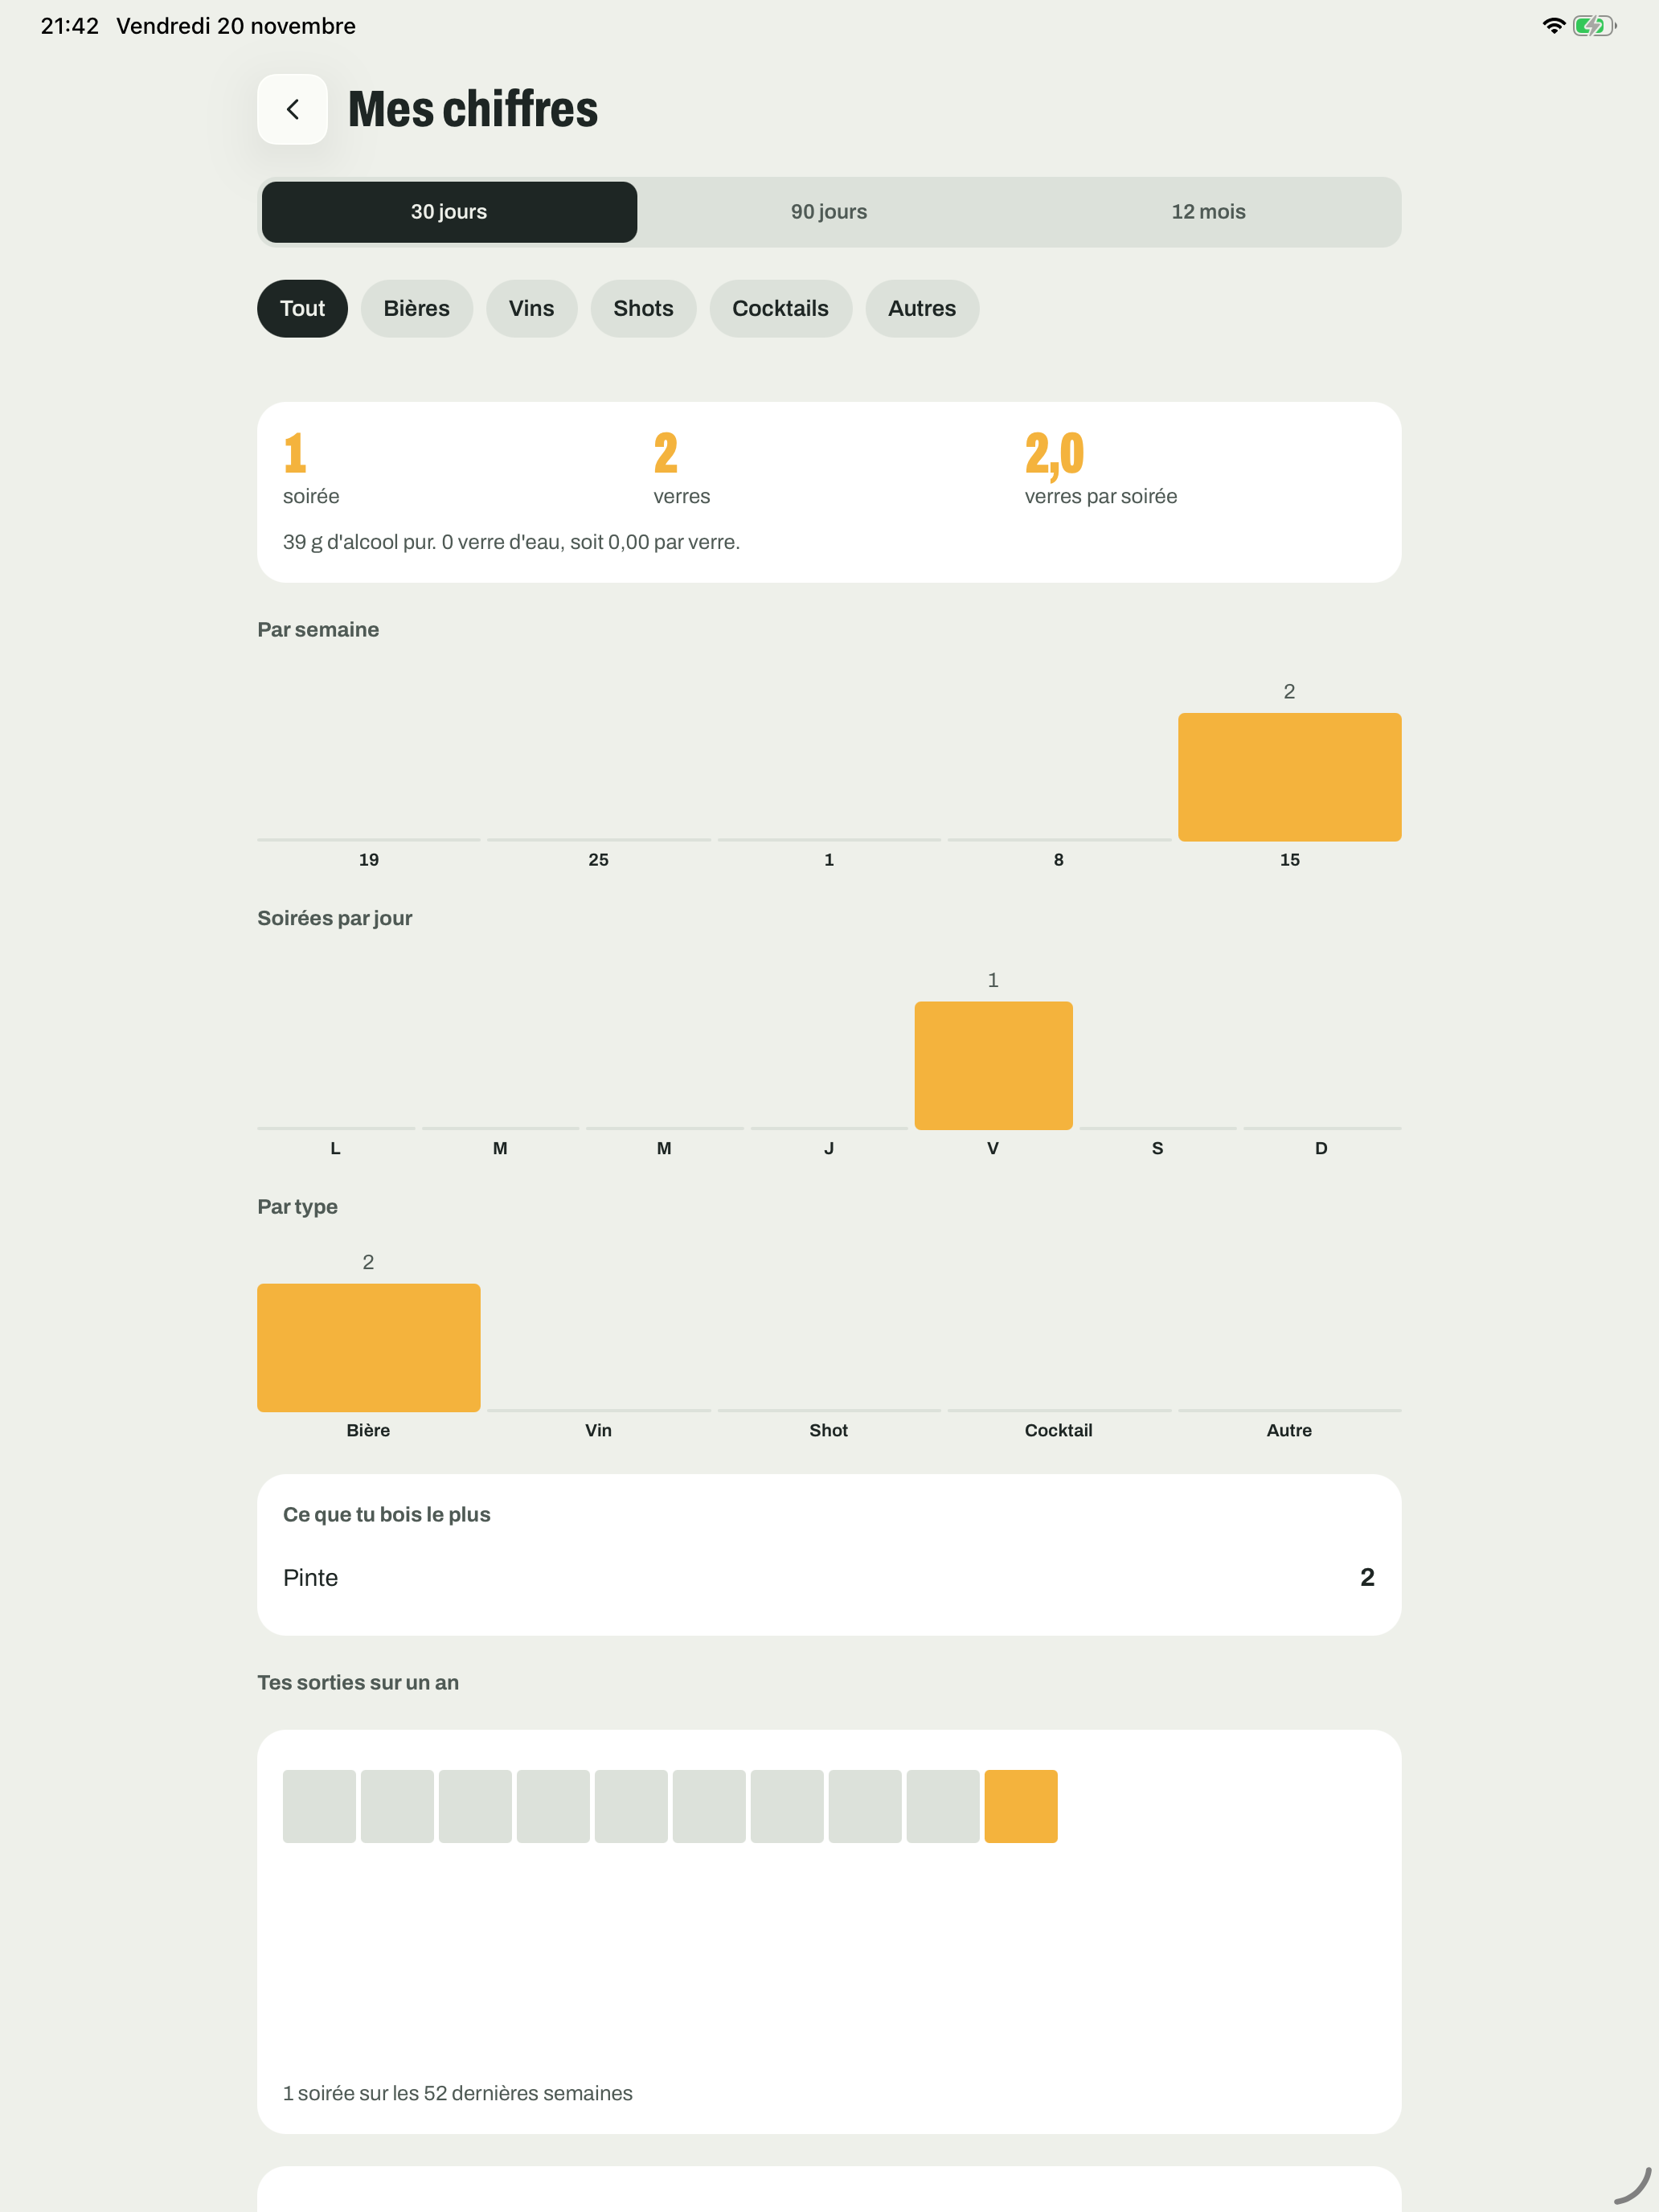 21:42 Vendredi 20 novembre
Mes chiffres
30 jours 90 jours 12 mois
Tout Bières Vins Shots Cocktails Autres
1 2 2,0
soirée verres verres par soirée
39 g d'alcool pur. 0 verre d'eau, soit 0,00 par verre.
Par semaine
2
19 25 1 8 15
Soirées par jour
1
L M M J V S D
Par type
2
Bière Vin Shot Cocktail Autre
Ce que tu bois le plus
Pinte 2
Tes sorties sur un an
1 soirée sur les 52 dernières semaines